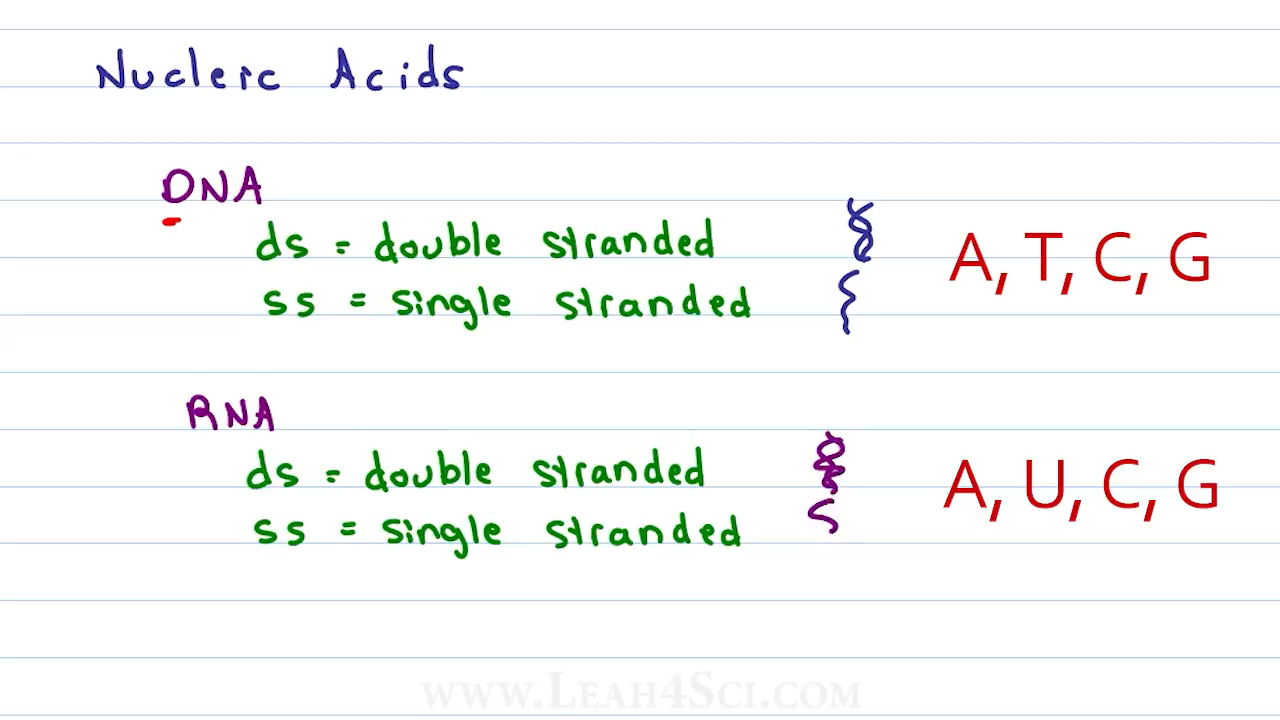 Nucleic Acids
DNA
ds = double stranded
ss = single stranded
A, T, C, G
RNA
ds = double stranded
ss = single stranded
A, U, C, G
www.Leah4Sci.com